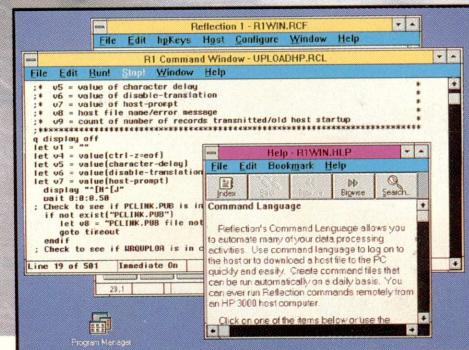 Reflection 1 - R1WIN.RCF
File Edit hpKeys Host Configure Window Help
R1 Command Window - UPLOADHP.RCL
File Edit Run! Stop! Window Help
;* v5 = value of character delay *
;* v6 = value of disable-translation *
;* v7 = value of host-prompt *
;* v8 = host file name/error message *
;* v9 = count of number of records transmitted/old host startup *
q display off
let v1 = ""
let v4 = value(ctrl-z-eof)
let v5 = value(character-delay)
let v6 = value(disable-translation
let v7 = value(host-prompt)
display "^[H^[J"
wait 0:0:0.50
; Check to see if PCLINK.PUB is in
if not exist("PCLINK.PUB")
let v8 = "PCLINK.PUB file not
goto timeout
endif
; Check to see if WRQUPLOA is in c
Line 19 of 501 Immediate On
29,1
Program Manager
Help - R1WIN.HLP
File Edit Bookmark Help
Index Browse Search..
Command Language
Reflection's Command Language allows you
to automate many of your data processing
activities. Use command language to log on to
the host or to download a host file to the PC
quickly and easily. Create command files that
can be run automatically on a daily basis. You
can even run Reflection commands remotely from
an HP 3000 host computer.
Click on one of the items below or use the